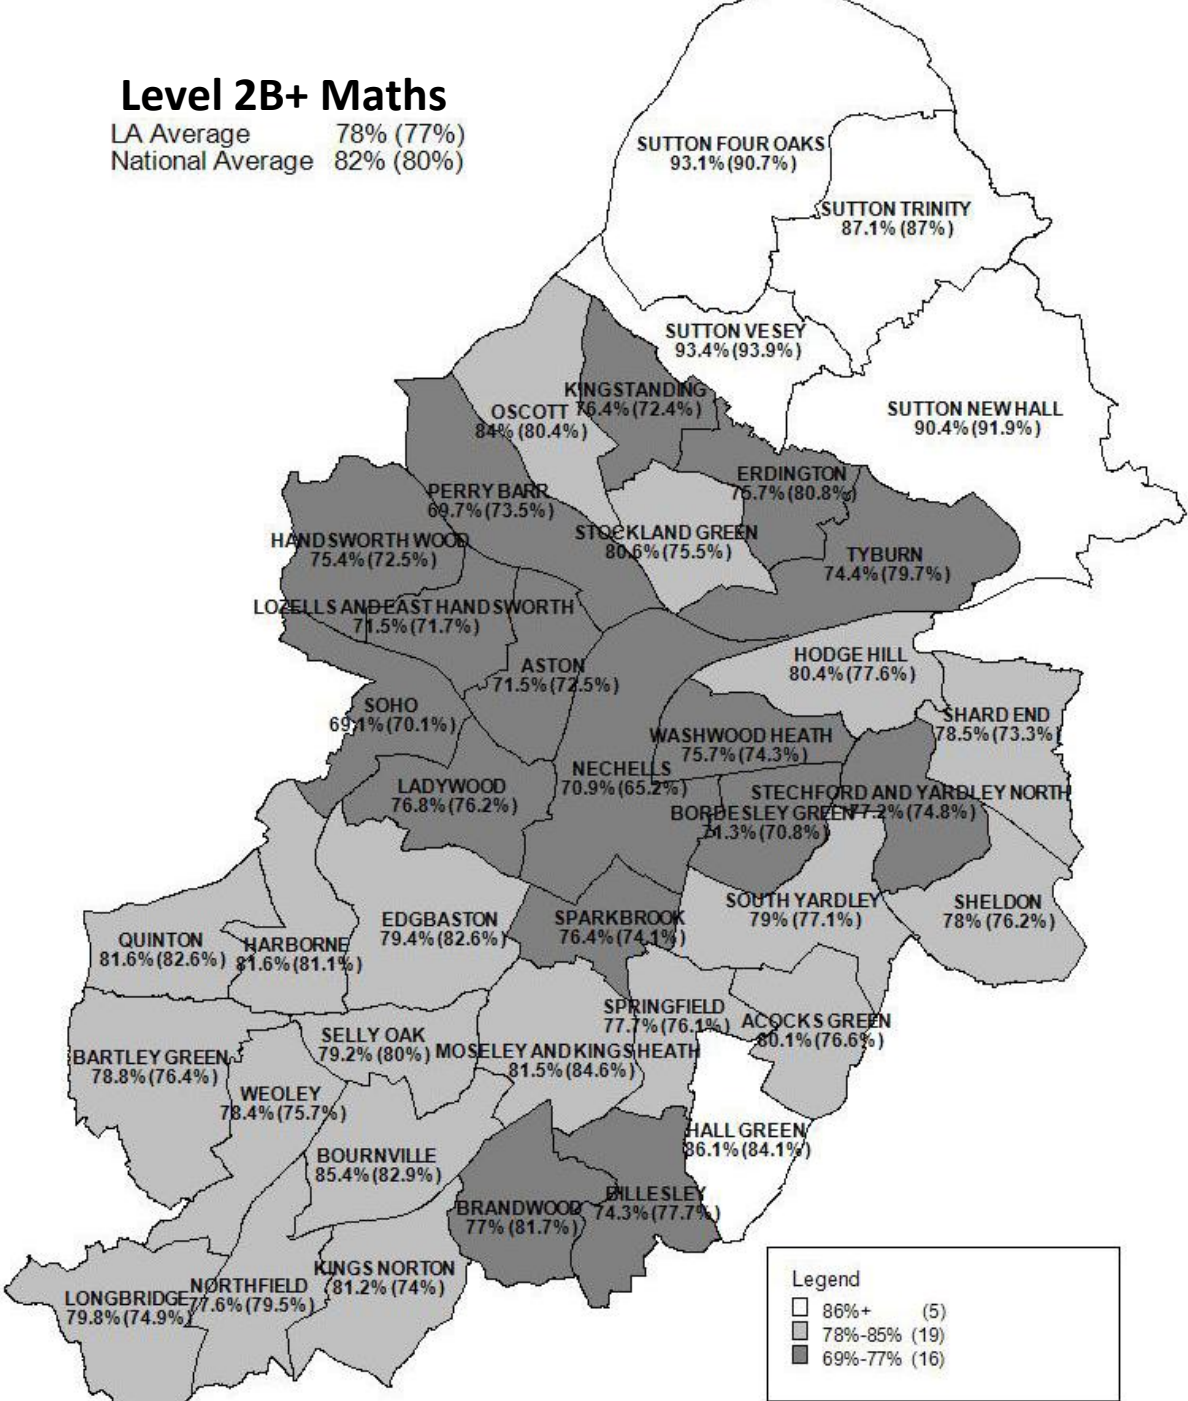 Level 2B+ Maths
LA Average 78% (77%)
National Average 82% (80%)
SUTTON FOUR OAKS
93.1% (90.7%)
SUTTON TRINITY
87.1% (87%)
SUTTON VESEY
93.4% (93.9%)
KINGSTANDING
76.4% (72.4%)
OSCOTT
84% (80.4%)
SUTTON NEW HALL
90.4% (91.9%)
ERDINGTON
75.7% (80.8%)
PERRY BARR
69.7% (73.5%)
STOCKLAND GREEN
80.6% (75.5%)
HANDSWORTH WOOD
75.4% (72.5%)
TYBURN
74.4% (79.7%)
LOZELLS AND EAST HANDSWORTH
71.5% (71.7%)
ASTON
71.5% (72.5%)
HODGE HILL
80.4% (77.6%)
SOHO
69.1% (70.1%)
SHARD END
78.5% (73.3%)
WASHWOOD HEATH
75.7% (74.3%)
NECHELLS
70.9% (65.2%)
LADYWOOD
76.8% (76.2%)
STECHFORD AND YARDLEY NORTH
77.2% (74.8%)
BORDESLEY GREEN
71.3% (70.8%)
SOUTH YARDLEY
79% (77.1%)
SHELDON
78% (76.2%)
EDGBASTON
79.4% (82.6%)
SPARKBROOK
76.4% (74.1%)
QUINTON
81.6% (82.6%)
HARBORNE
81.6% (81.1%)
SPRINGFIELD
77.7% (76.1%)
ACOCKS GREEN
80.1% (76.6%)
SELLY OAK
79.2% (80%)
MOSELEY AND KINGS HEATH
81.5% (84.6%)
BARTLEY GREEN
78.8% (76.4%)
WEOLEY
78.4% (75.7%)
HALL GREEN
86.1% (84.1%)
BOURNVILLE
85.4% (82.9%)
BILLESLEY
74.3% (77.7%)
BRANDWOOD
77% (81.7%)
KINGS NORTON
81.2% (74%)
NORTHFIELD
77.6% (79.5%)
LONGBRIDGE
79.8% (74.9%)
Legend
86%+ (5)
78%-85% (19)
69%-77% (16)